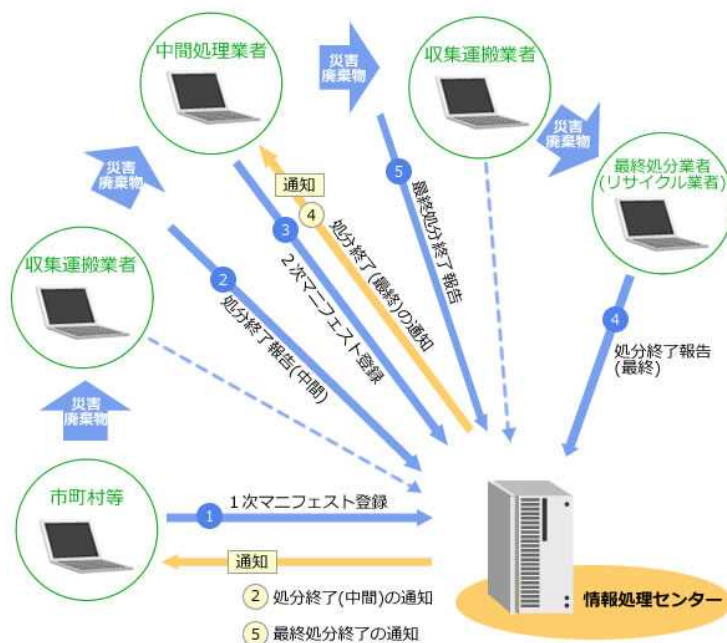 中間処理業者
災害
廃棄物
収集運搬業者
災害
廃棄物
最終処分業者
(リサイクル業者)
災害
廃棄物
通知
④
処分終了(最終)の通知
③
2次マニフェスト登録
⑤
最終処分終了報告
収集運搬業者
②
処分終了報告(中間)
④
処分終了報告
(最終)
災害
廃棄物
市町村等
①
1次マニフェスト登録
通知
② 処分終了(中間)の通知
⑤ 最終処分終了の通知
情報処理センター